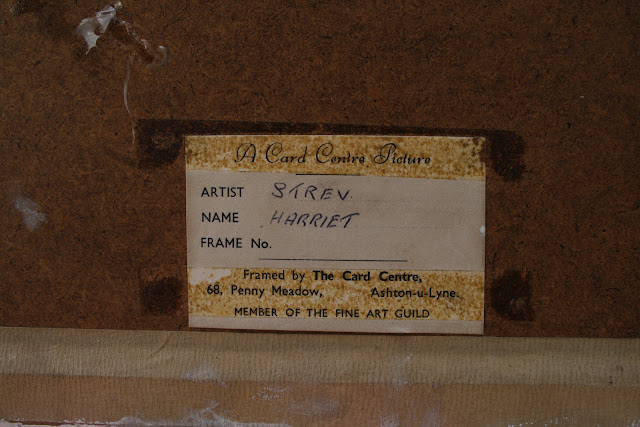 A Card Centre Picture
ARTIST STREV.
NAME HARRIET
FRAME No.
Framed by The Card Centre,
68, Penny Meadow, Ashton-u-Lyne.
MEMBER OF THE FINE ART GUILD